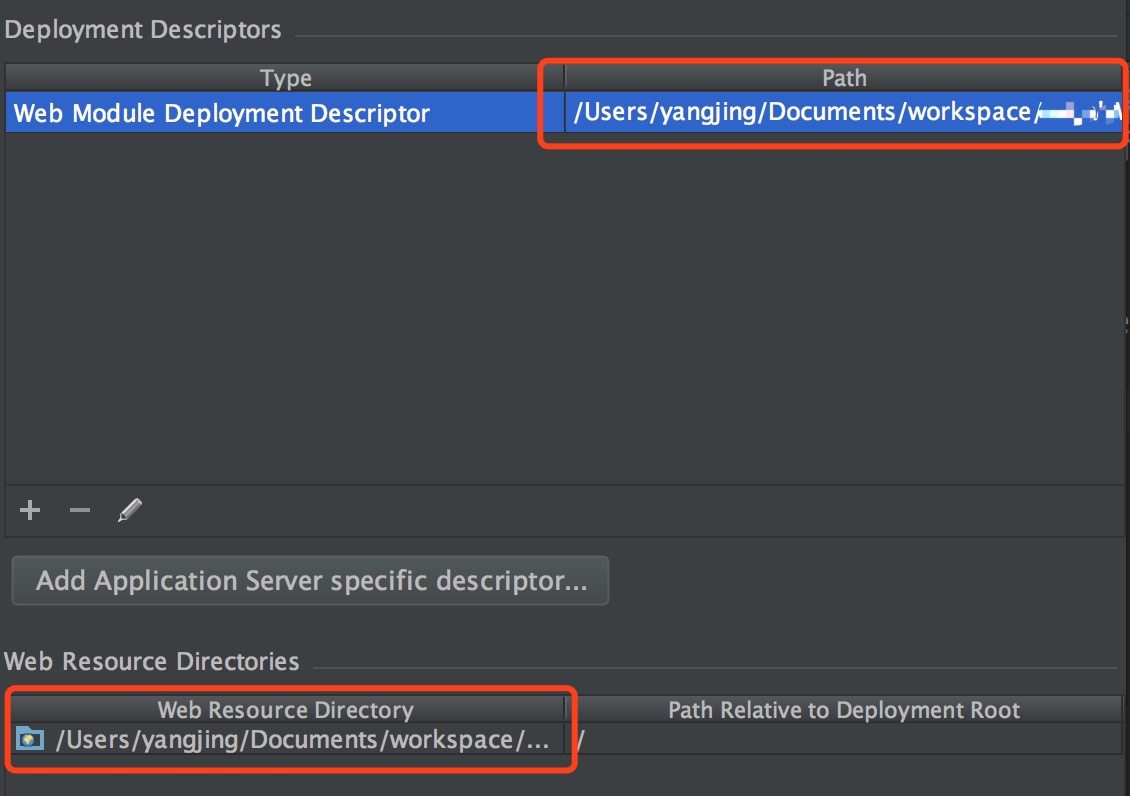 Deployment Descriptors
Type Path
Web Module Deployment Descriptor /Users/yangjing/Documents/workspace/
Add Application Server specific descriptor...
Web Resource Directories
Web Resource Directory Path Relative to Deployment Root
/Users/yangjing/Documents/workspace/... /